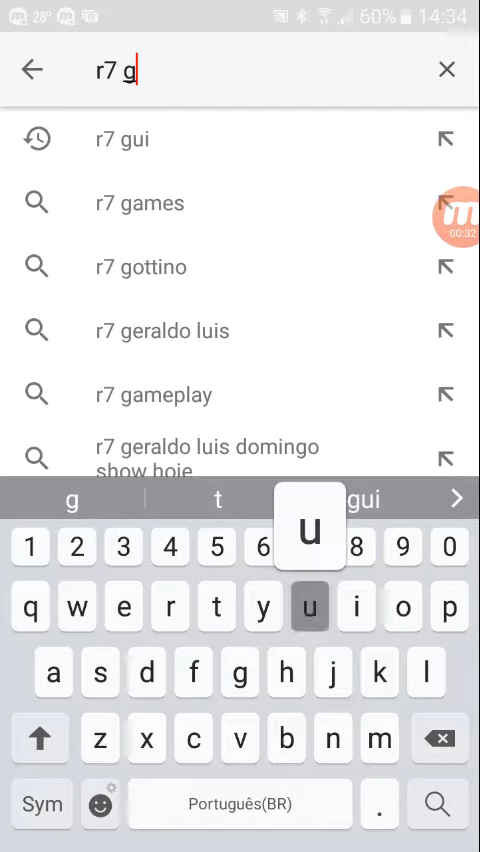 28° 60% 14:34
r7 g
r7 gui
r7 games
00:32
r7 gottino
r7 geraldo luis
r7 gameplay
r7 geraldo luis domingo
show hoje
g t gui
u
1 2 3 4 5 6 8 9 0
q w e r t y u i o p
a s d f g h j k l
z x c v b n m
Sym Português(BR) .